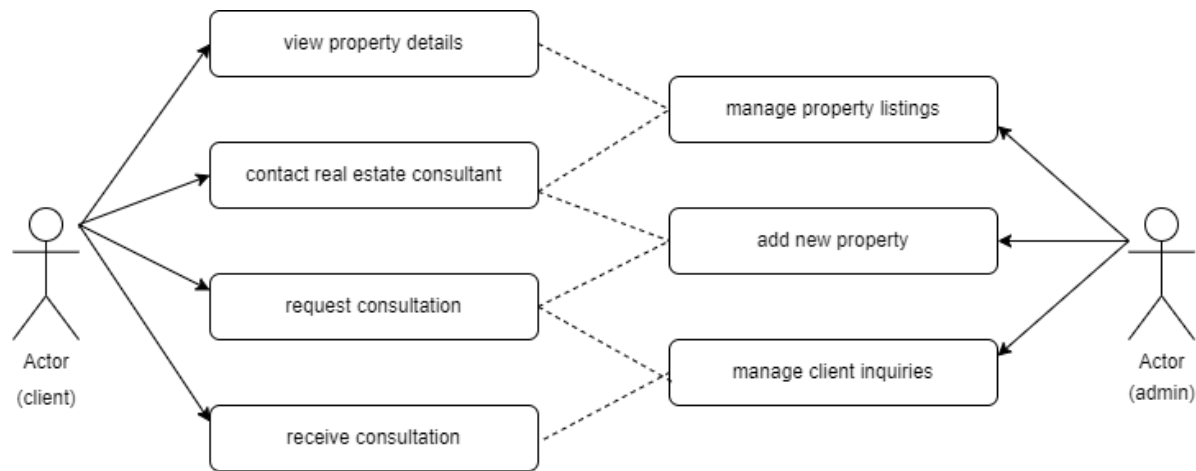 view property details
manage property listings
contact real estate consultant
add new property
request consultation
Actor
(client)
manage client inquiries
Actor
(admin)
receive consultation